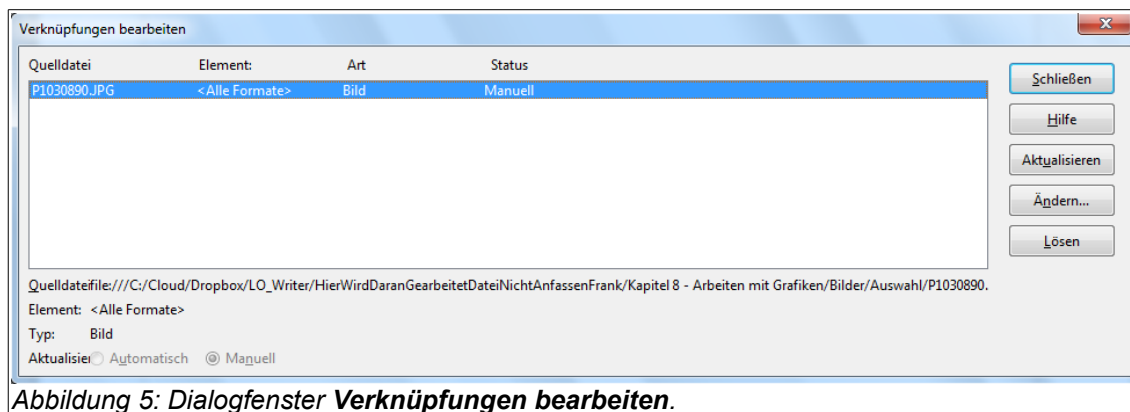 Verknüpfungen bearbeiten
Quelldatei Element: Art Status
P1030890.JPG <Alle Formate> Bild Manuell
Schließen
Hilfe
Aktualisieren
Ändern...
Lösen
Quelldateifile:///C:/Cloud/Dropbox/LO_Writer/HierWirdDaranGearbeitetDateiNichtAnfassenFrank/Kapitel 8 - Arbeiten mit Grafiken/Bilder/Auswahl/P1030890.
Element: <Alle Formate>
Typ: Bild
Aktualisier Automatisch Manuell
Abbildung 5: Dialogfenster Verknüpfungen bearbeiten.